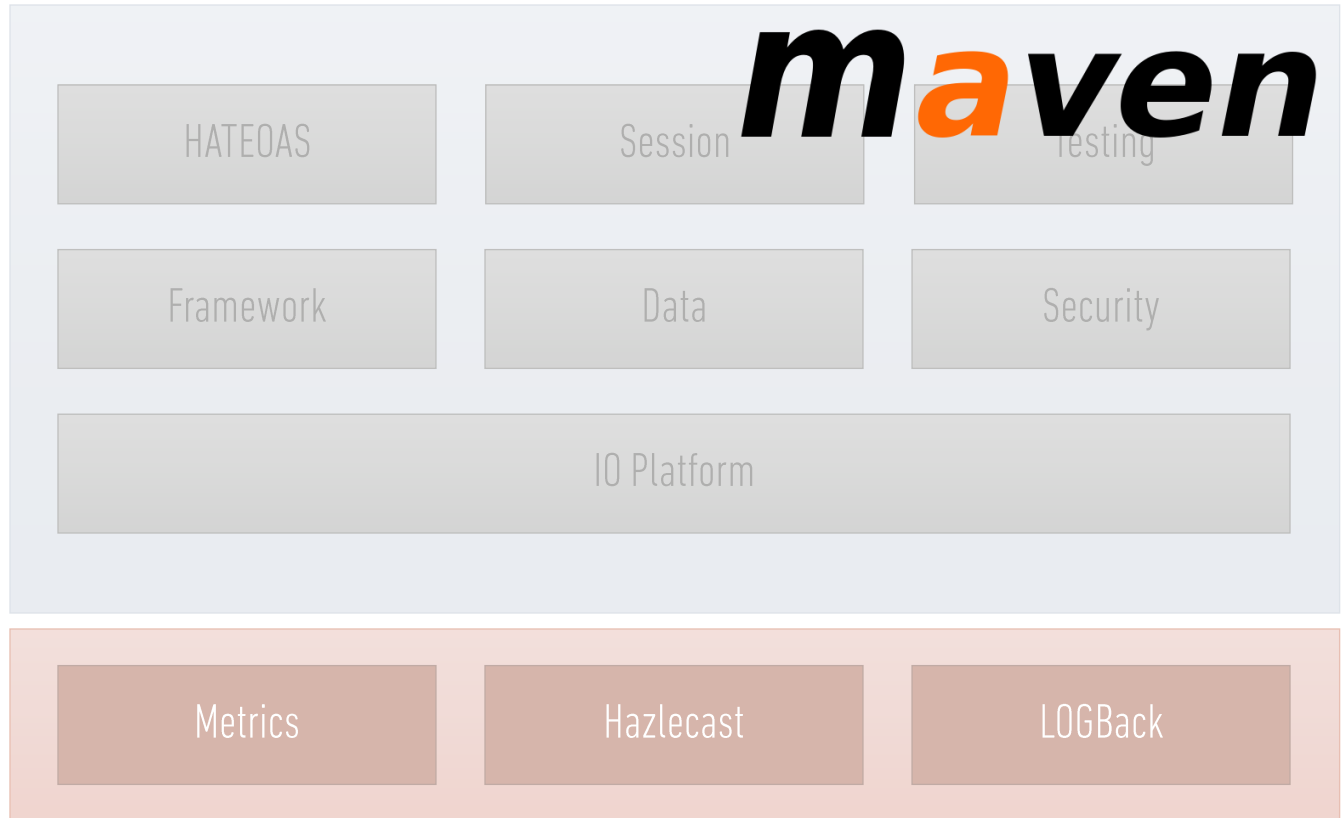 maven
HATEOAS
Session
Testing
Framework
Data
Security
IO Platform
Metrics
Hazlecast
LOGBack